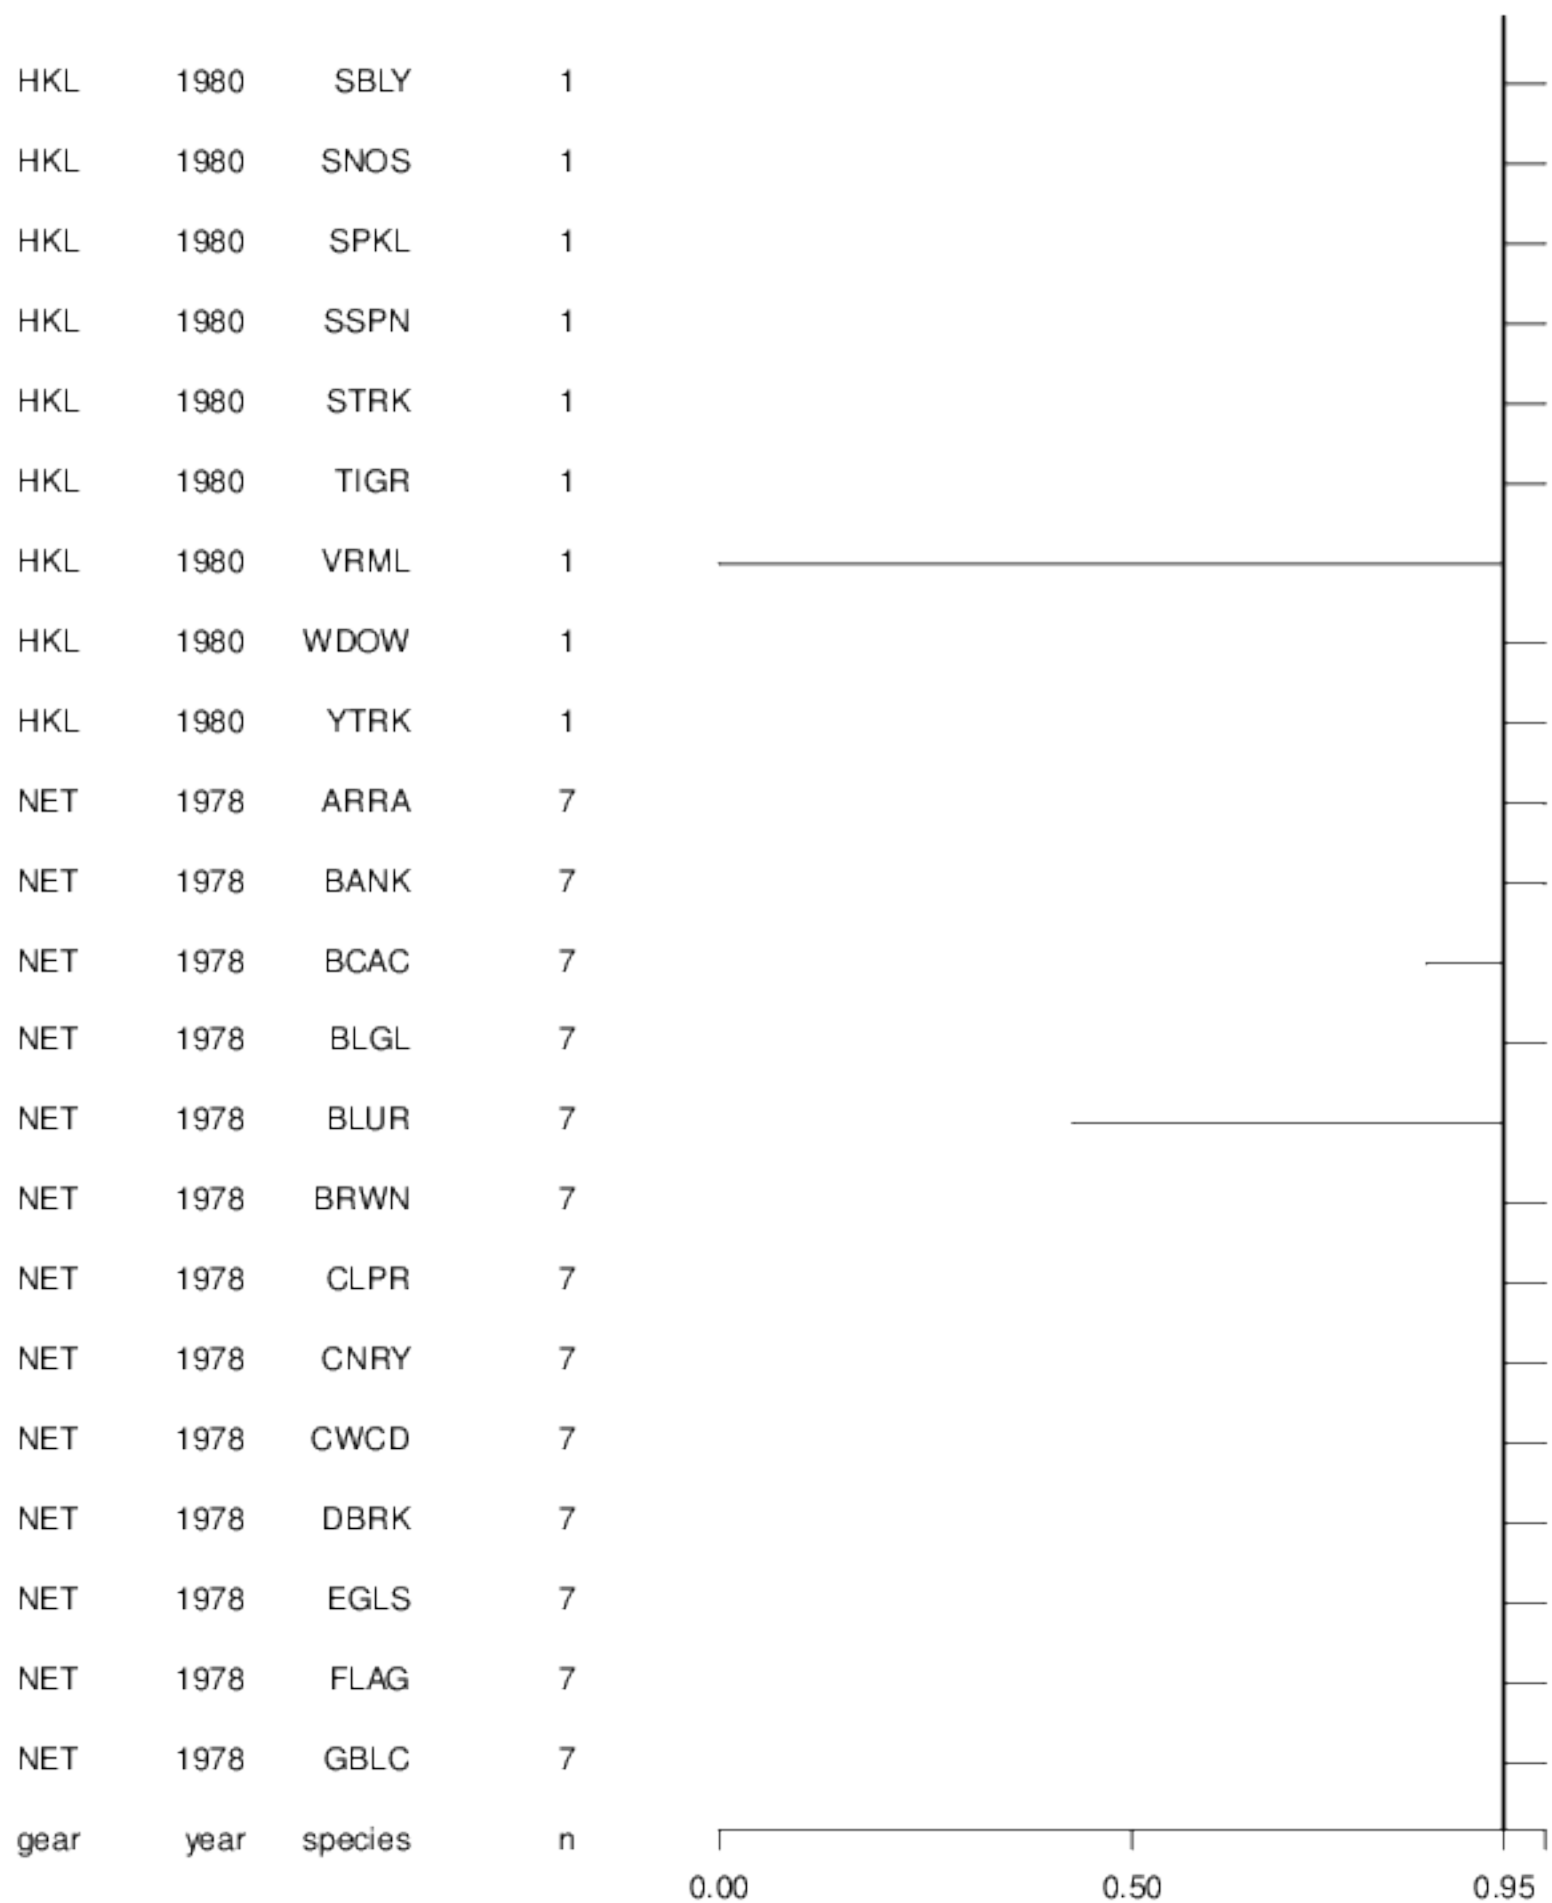 HKL 1980 SBLY 1
HKL 1980 SNOS 1
HKL 1980 SPKL 1
HKL 1980 SSPN 1
HKL 1980 STRK 1
HKL 1980 TIGR 1
HKL 1980 VRML 1
HKL 1980 WDOW 1
HKL 1980 YTRK 1
NET 1978 ARRA 7
NET 1978 BANK 7
NET 1978 BCAC 7
NET 1978 BLGL 7
NET 1978 BLUR 7
NET 1978 BRWN 7
NET 1978 CLPR 7
NET 1978 CNRY 7
NET 1978 CWCD 7
NET 1978 DBRK 7
NET 1978 EGLS 7
NET 1978 FLAG 7
NET 1978 GBLC 7
gear year species n
0.00 0.50 0.95